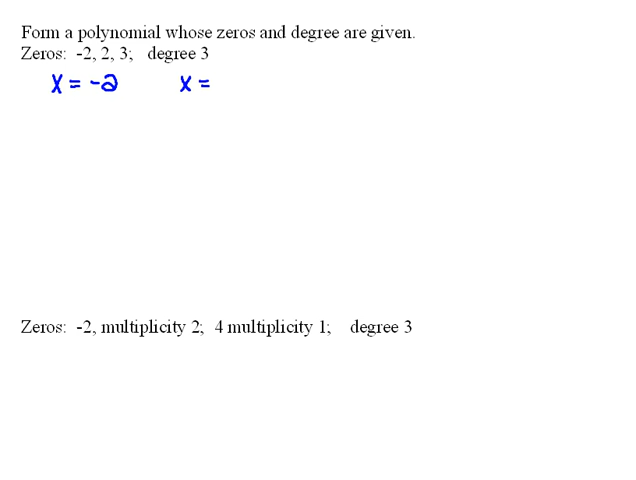 Form a polynomial whose zeros and degree are given.
Zeros: -2, 2, 3; degree 3
x = -2 x =
Zeros: -2, multiplicity 2; 4 multiplicity 1; degree 3